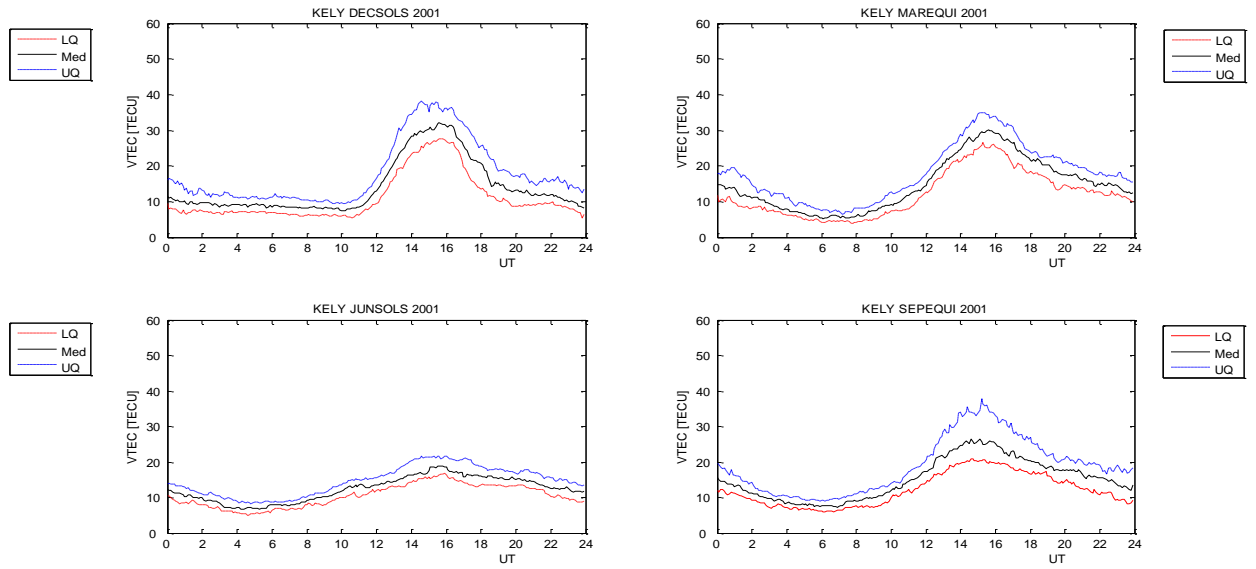 KELY DECSOLS 2001
LQ
Med
UQ
VTEC [TECU]
60
50
40
30
20
10
0
0 2 4 6 8 10 12 14 16 18 20 22 24
UT
KELY MAREQUI 2001
LQ
Med
UQ
VTEC [TECU]
60
50
40
30
20
10
0
0 2 4 6 8 10 12 14 16 18 20 22 24
UT
KELY JUNSOLS 2001
LQ
Med
UQ
VTEC [TECU]
60
50
40
30
20
10
0
0 2 4 6 8 10 12 14 16 18 20 22 24
UT
KELY SEPEQUI 2001
LQ
Med
UQ
VTEC [TECU]
60
50
40
30
20
10
0
0 2 4 6 8 10 12 14 16 18 20 22 24
UT